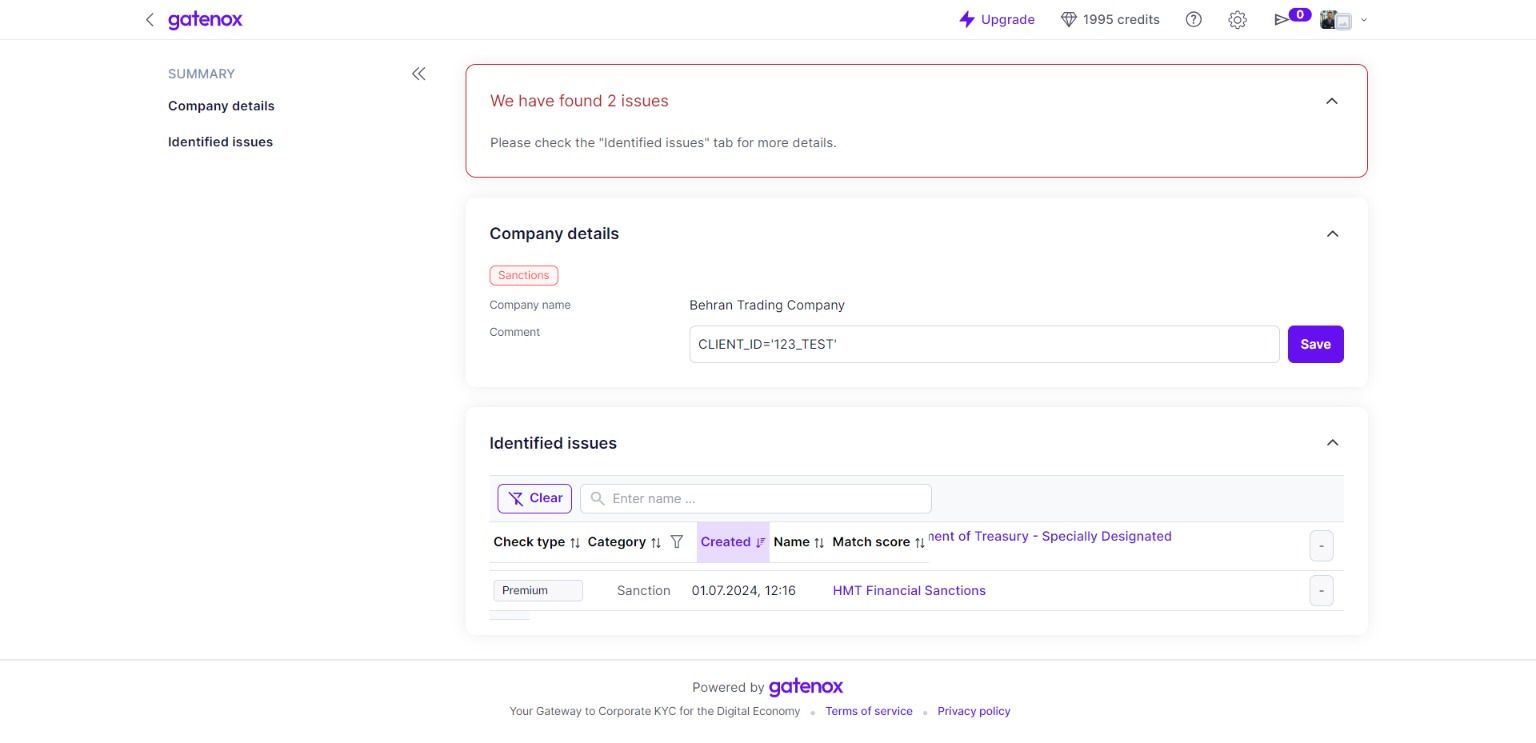 gatenox
Upgrade
1995 credits
0
SUMMARY
Company details
Identified issues
We have found 2 issues
Please check the "Identified issues" tab for more details.
Company details
Sanctions
Company name Behran Trading Company
Comment
CLIENT_ID='123_TEST'
Save
Identified issues
Clear
Enter name ...
Check type Category Created Name Match score
of Treasury - Specially Designated
-
Premium Sanction 01.07.2024, 12:16 HMT Financial Sanctions -
Powered by gatenox
Your Gateway to Corporate KYC for the Digital Economy • Terms of service • Privacy policy